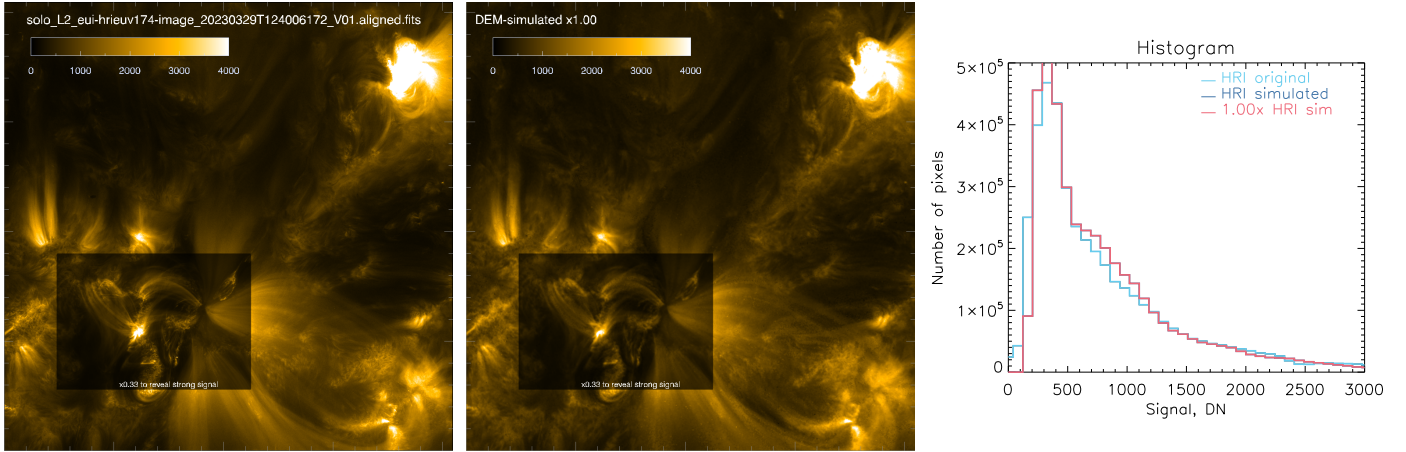 solo_L2_eui-hrieuv174-image_20230329T124006172_V01.aligned.fits
0 1000 2000 3000 4000
x0.33 to reveal strong signal
DEM-simulated x1.00
0 1000 2000 3000 4000
x0.33 to reveal strong signal
Histogram
HRI original
HRI simulated
1.00x HRI sim
5×10⁵
4×10⁵
3×10⁵
2×10⁵
1×10⁵
0
Number of pixels
0 500 1000 1500 2000 2500 3000
Signal, DN